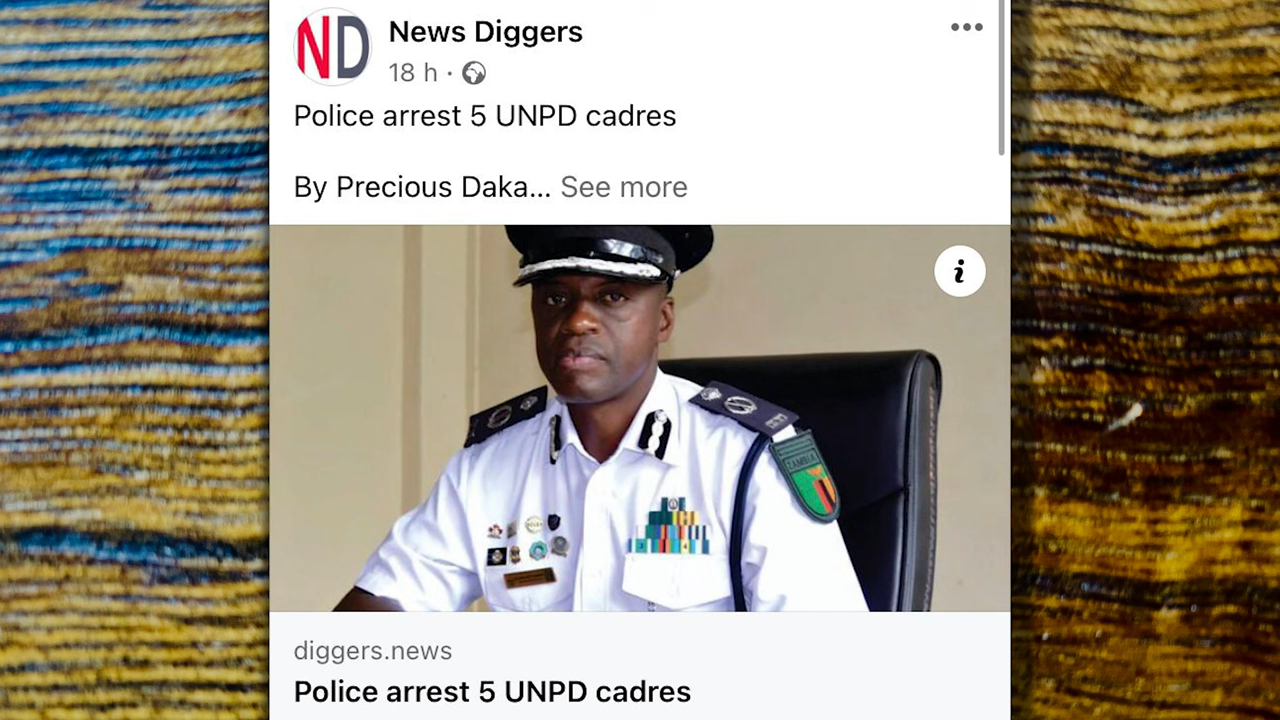 ND
News Diggers
18 h ·
Police arrest 5 UNPD cadres
By Precious Daka... See more
i
ZAMBIA
diggers.news
Police arrest 5 UNPD cadres